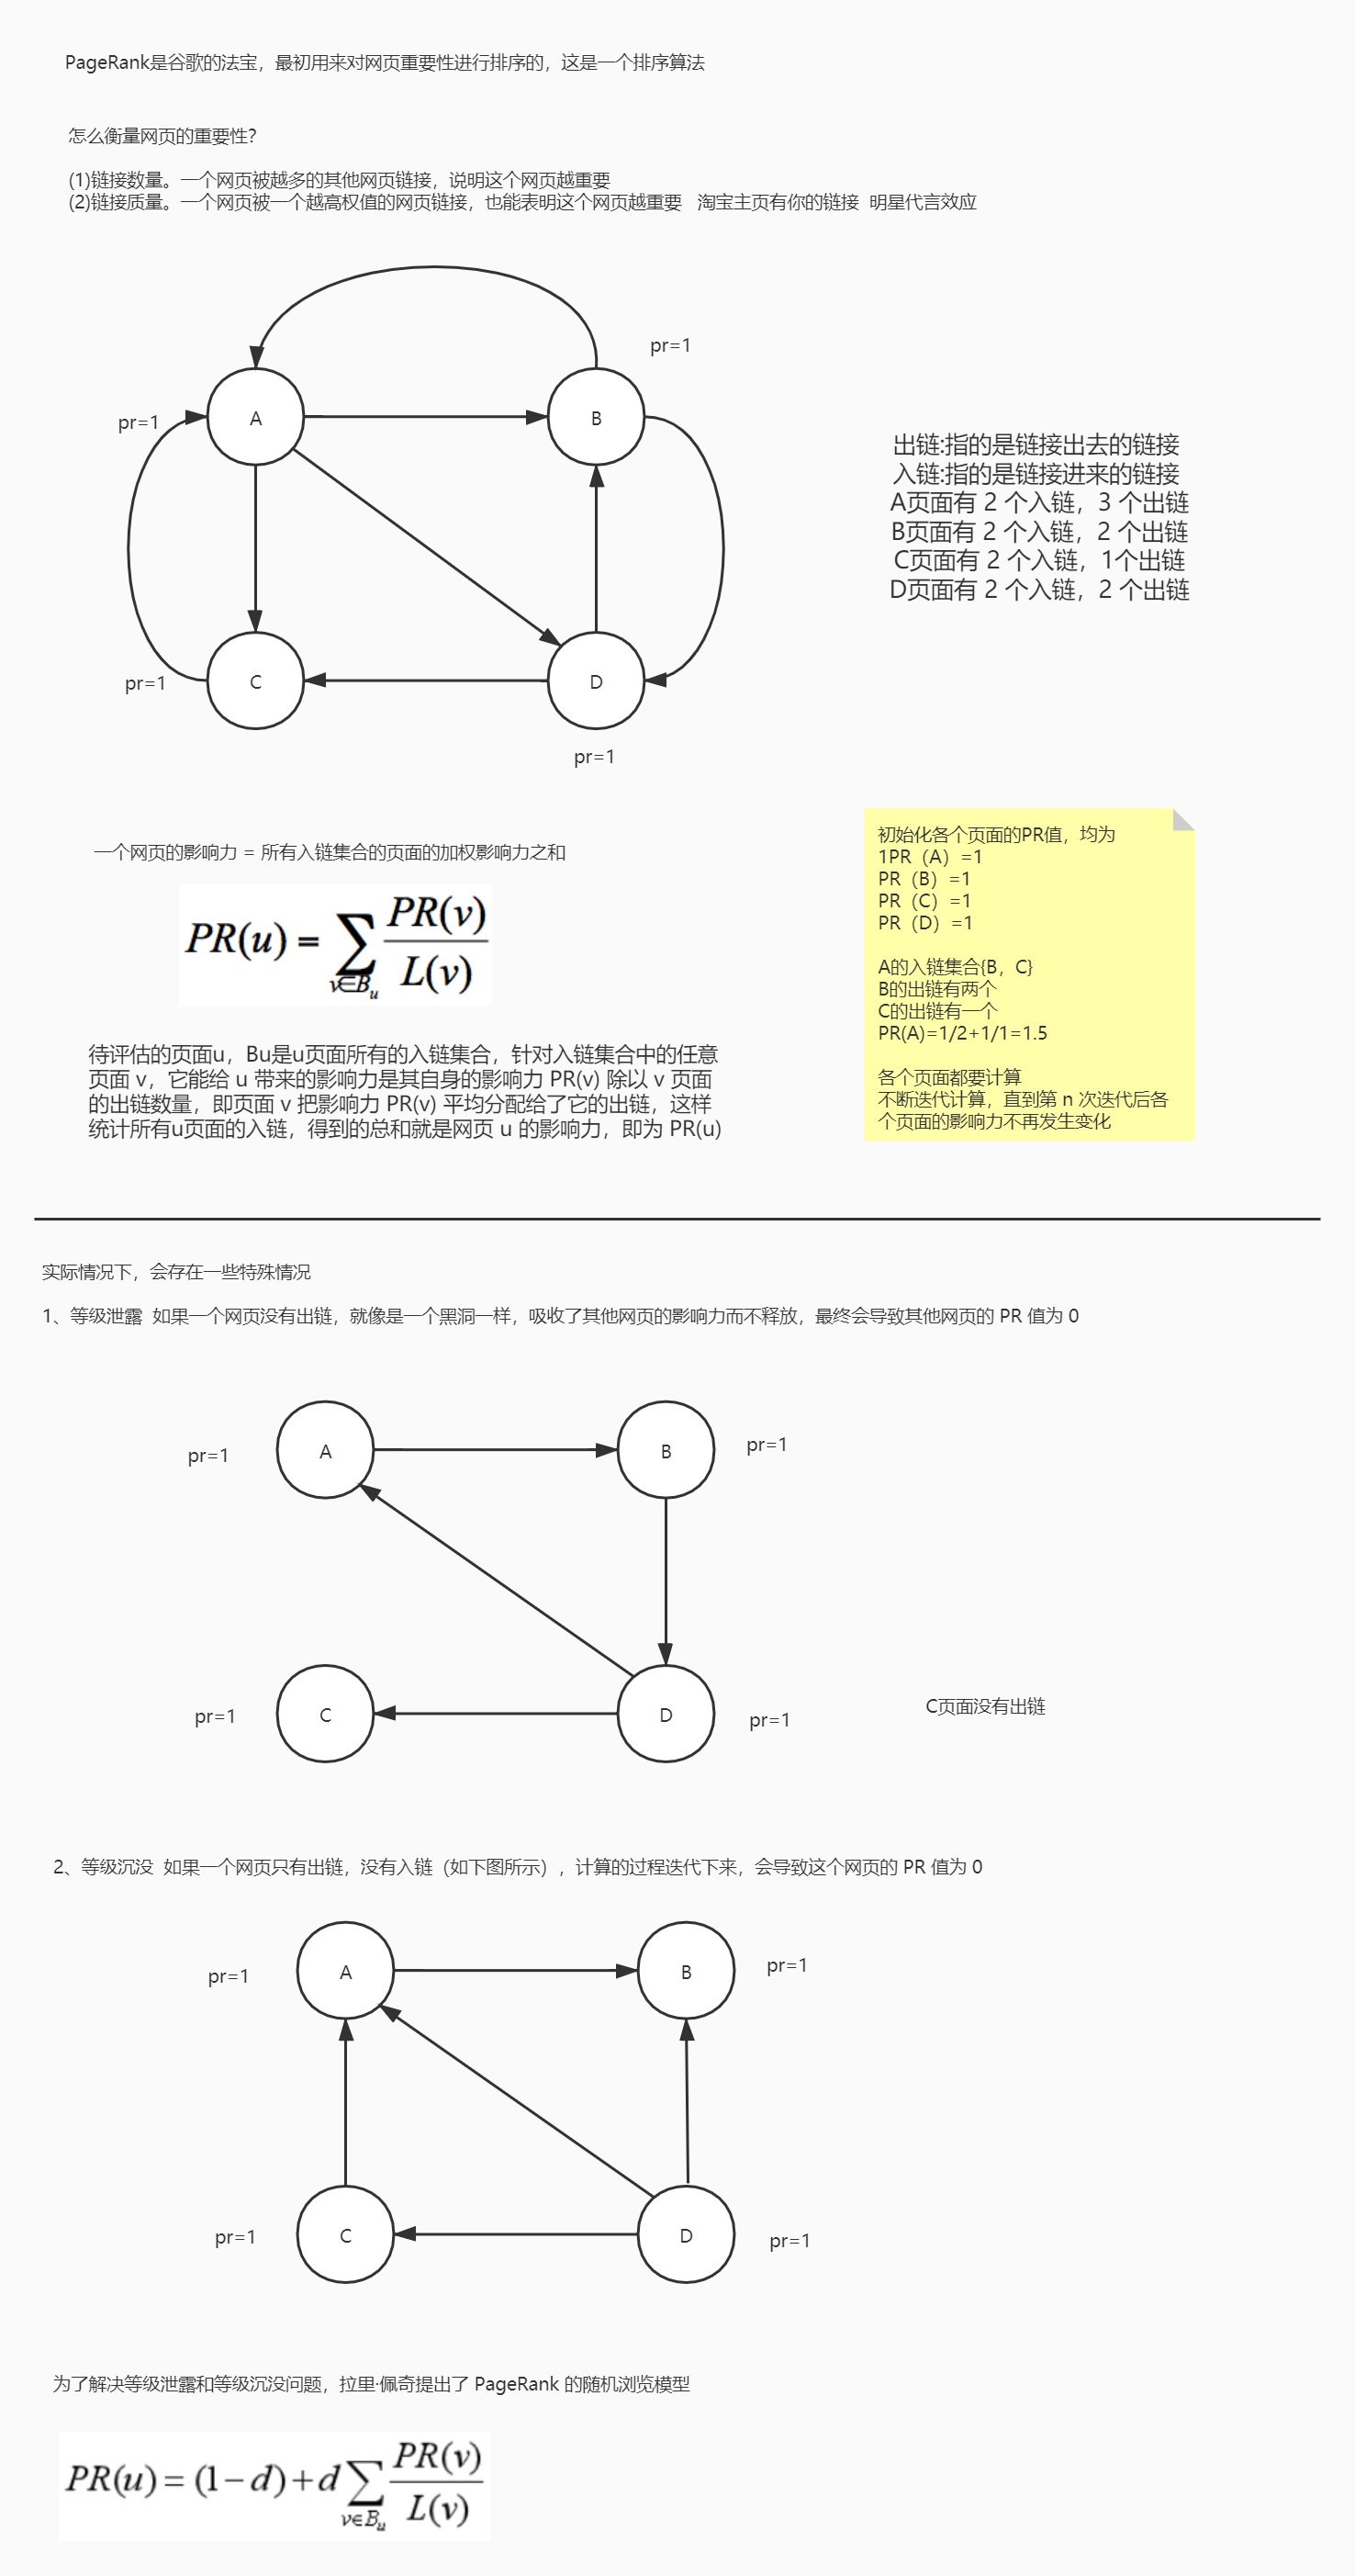 PageRank是谷歌的法宝，最初用来对网页重要性进行排序的，这是一个排序算法
怎么衡量网页的重要性?
(1)链接数量。一个网页被越多的其他网页链接，说明这个网页越重要
(2)链接质量。一个网页被一个越高权值的网页链接，也能表明这个网页越重要 淘宝主页有你的链接 明星代言效应
pr=1
pr=1
A
B
出链:指的是链接出去的链接
入链:指的是链接进来的链接
A页面有 2 个入链，3 个出链
B页面有 2 个入链，2 个出链
C页面有 2 个入链，1个出链
D页面有 2 个入链，2 个出链
pr=1
C
D
pr=1
一个网页的影响力 = 所有入链集合的页面的加权影响力之和
PR(u) = ∑_{v∈B_u} PR(v) / L(v)
待评估的页面u，Bu是u页面所有的入链集合，针对入链集合中的任意
页面 v，它能给 u 带来的影响力是其自身的影响力 PR(v) 除以 v 页面
的出链数量，即页面 v 把影响力 PR(v) 平均分配给了它的出链，这样
统计所有u页面的入链，得到的总和就是网页 u 的影响力，即为 PR(u)
初始化各个页面的PR值，均为
1PR（A）=1
PR（B）=1
PR（C）=1
PR（D）=1
A的入链集合{B，C}
B的出链有两个
C的出链有一个
PR(A)=1/2+1/1=1.5
各个页面都要计算
不断迭代计算，直到第 n 次迭代后各
个页面的影响力不再发生变化
实际情况下，会存在一些特殊情况
1、等级泄露 如果一个网页没有出链，就像是一个黑洞一样，吸收了其他网页的影响力而不释放，最终会导致其他网页的 PR 值为 0
pr=1
A
B
pr=1
pr=1
C
D
pr=1
C页面没有出链
2、等级沉没 如果一个网页只有出链，没有入链（如下图所示），计算的过程迭代下来，会导致这个网页的 PR 值为 0
pr=1
A
B
pr=1
pr=1
C
D
pr=1
为了解决等级泄露和等级沉没问题，拉里·佩奇提出了 PageRank 的随机浏览模型
PR(u) = (1−d)+d∑_{v∈B_u} PR(v) / L(v)